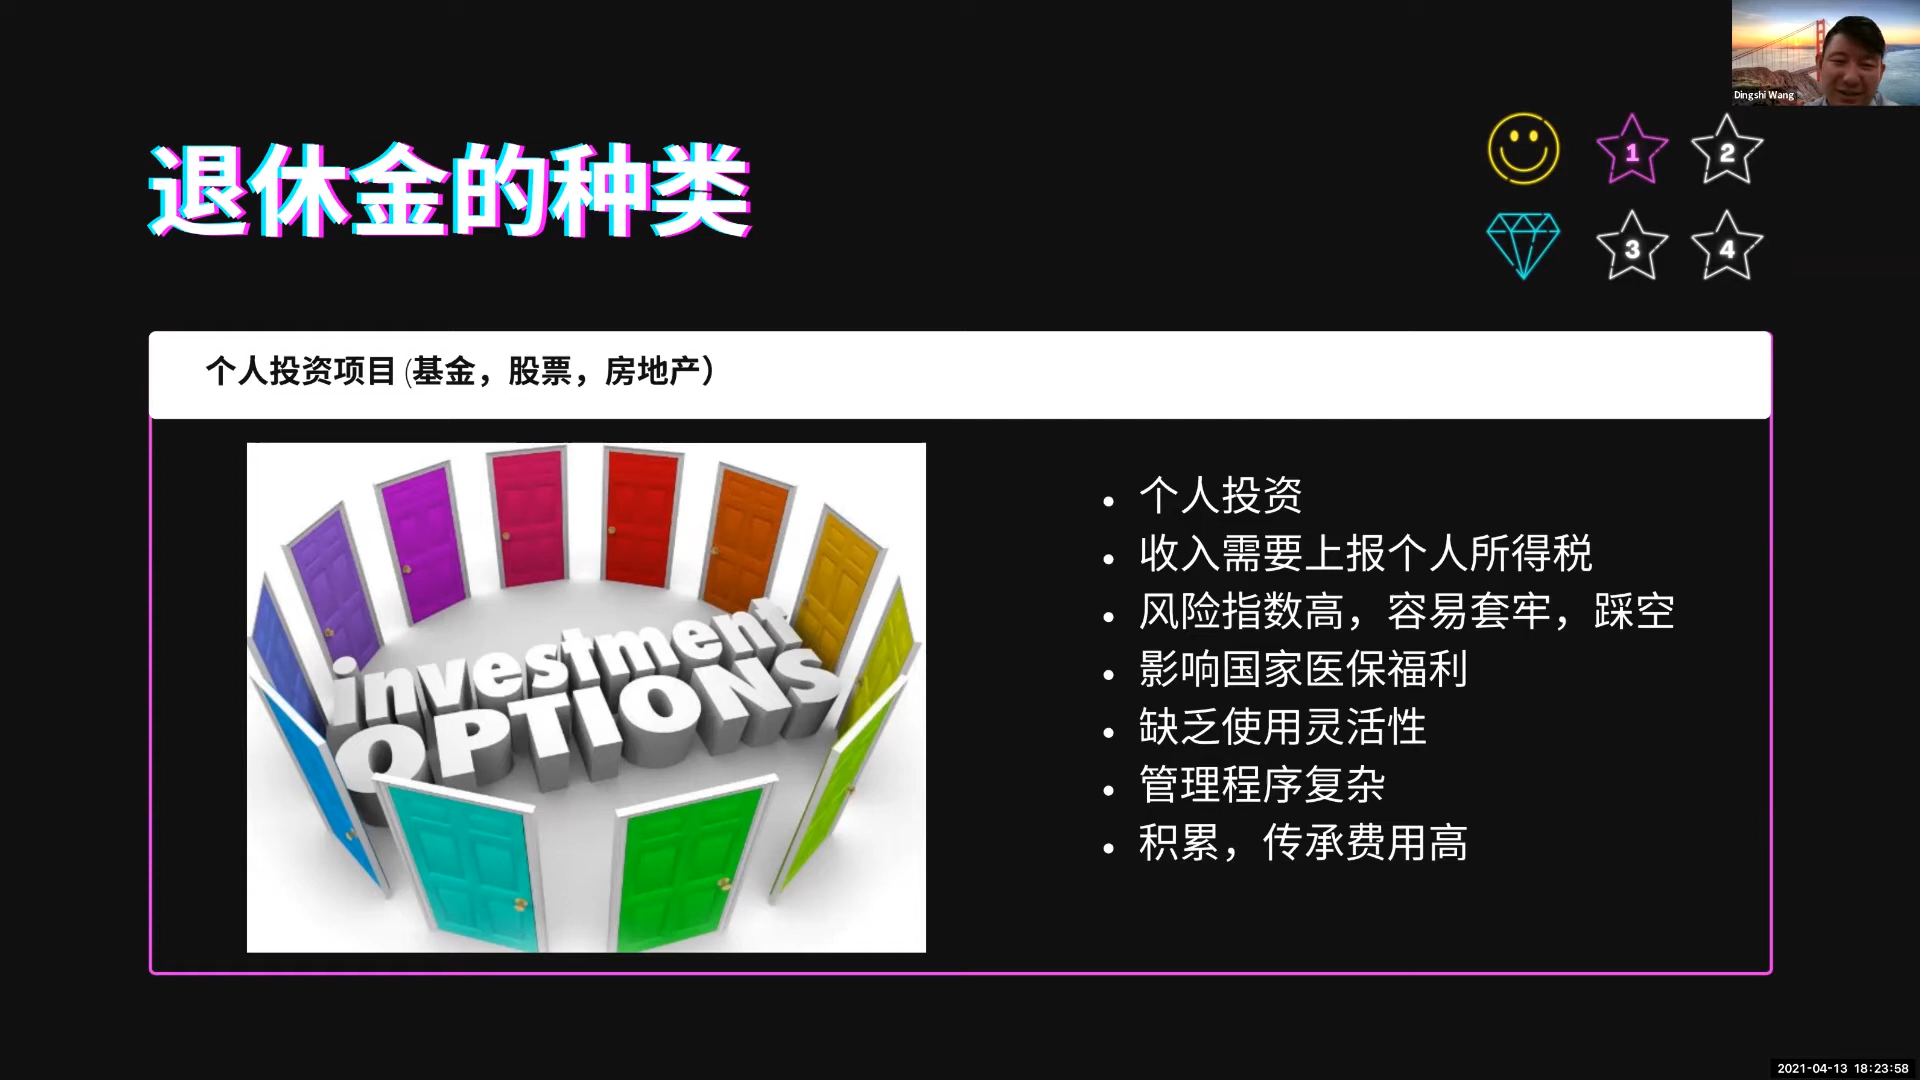 Dingshi Wang
退休金的种类
1
2
3
4
个人投资项目 (基金，股票，房地产）
investment
OPTIONS
个人投资
收入需要上报个人所得税
风险指数高，容易套牢，踩空
影响国家医保福利
缺乏使用灵活性
管理程序复杂
积累，传承费用高
2021-04-13 18:23:58